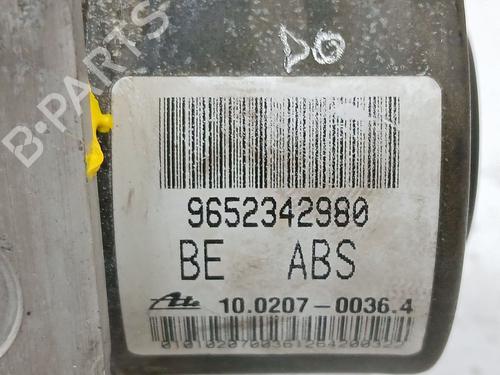 DO
B-PARTS
9652342980
BE ABS
Ate 10.0207-0036.4